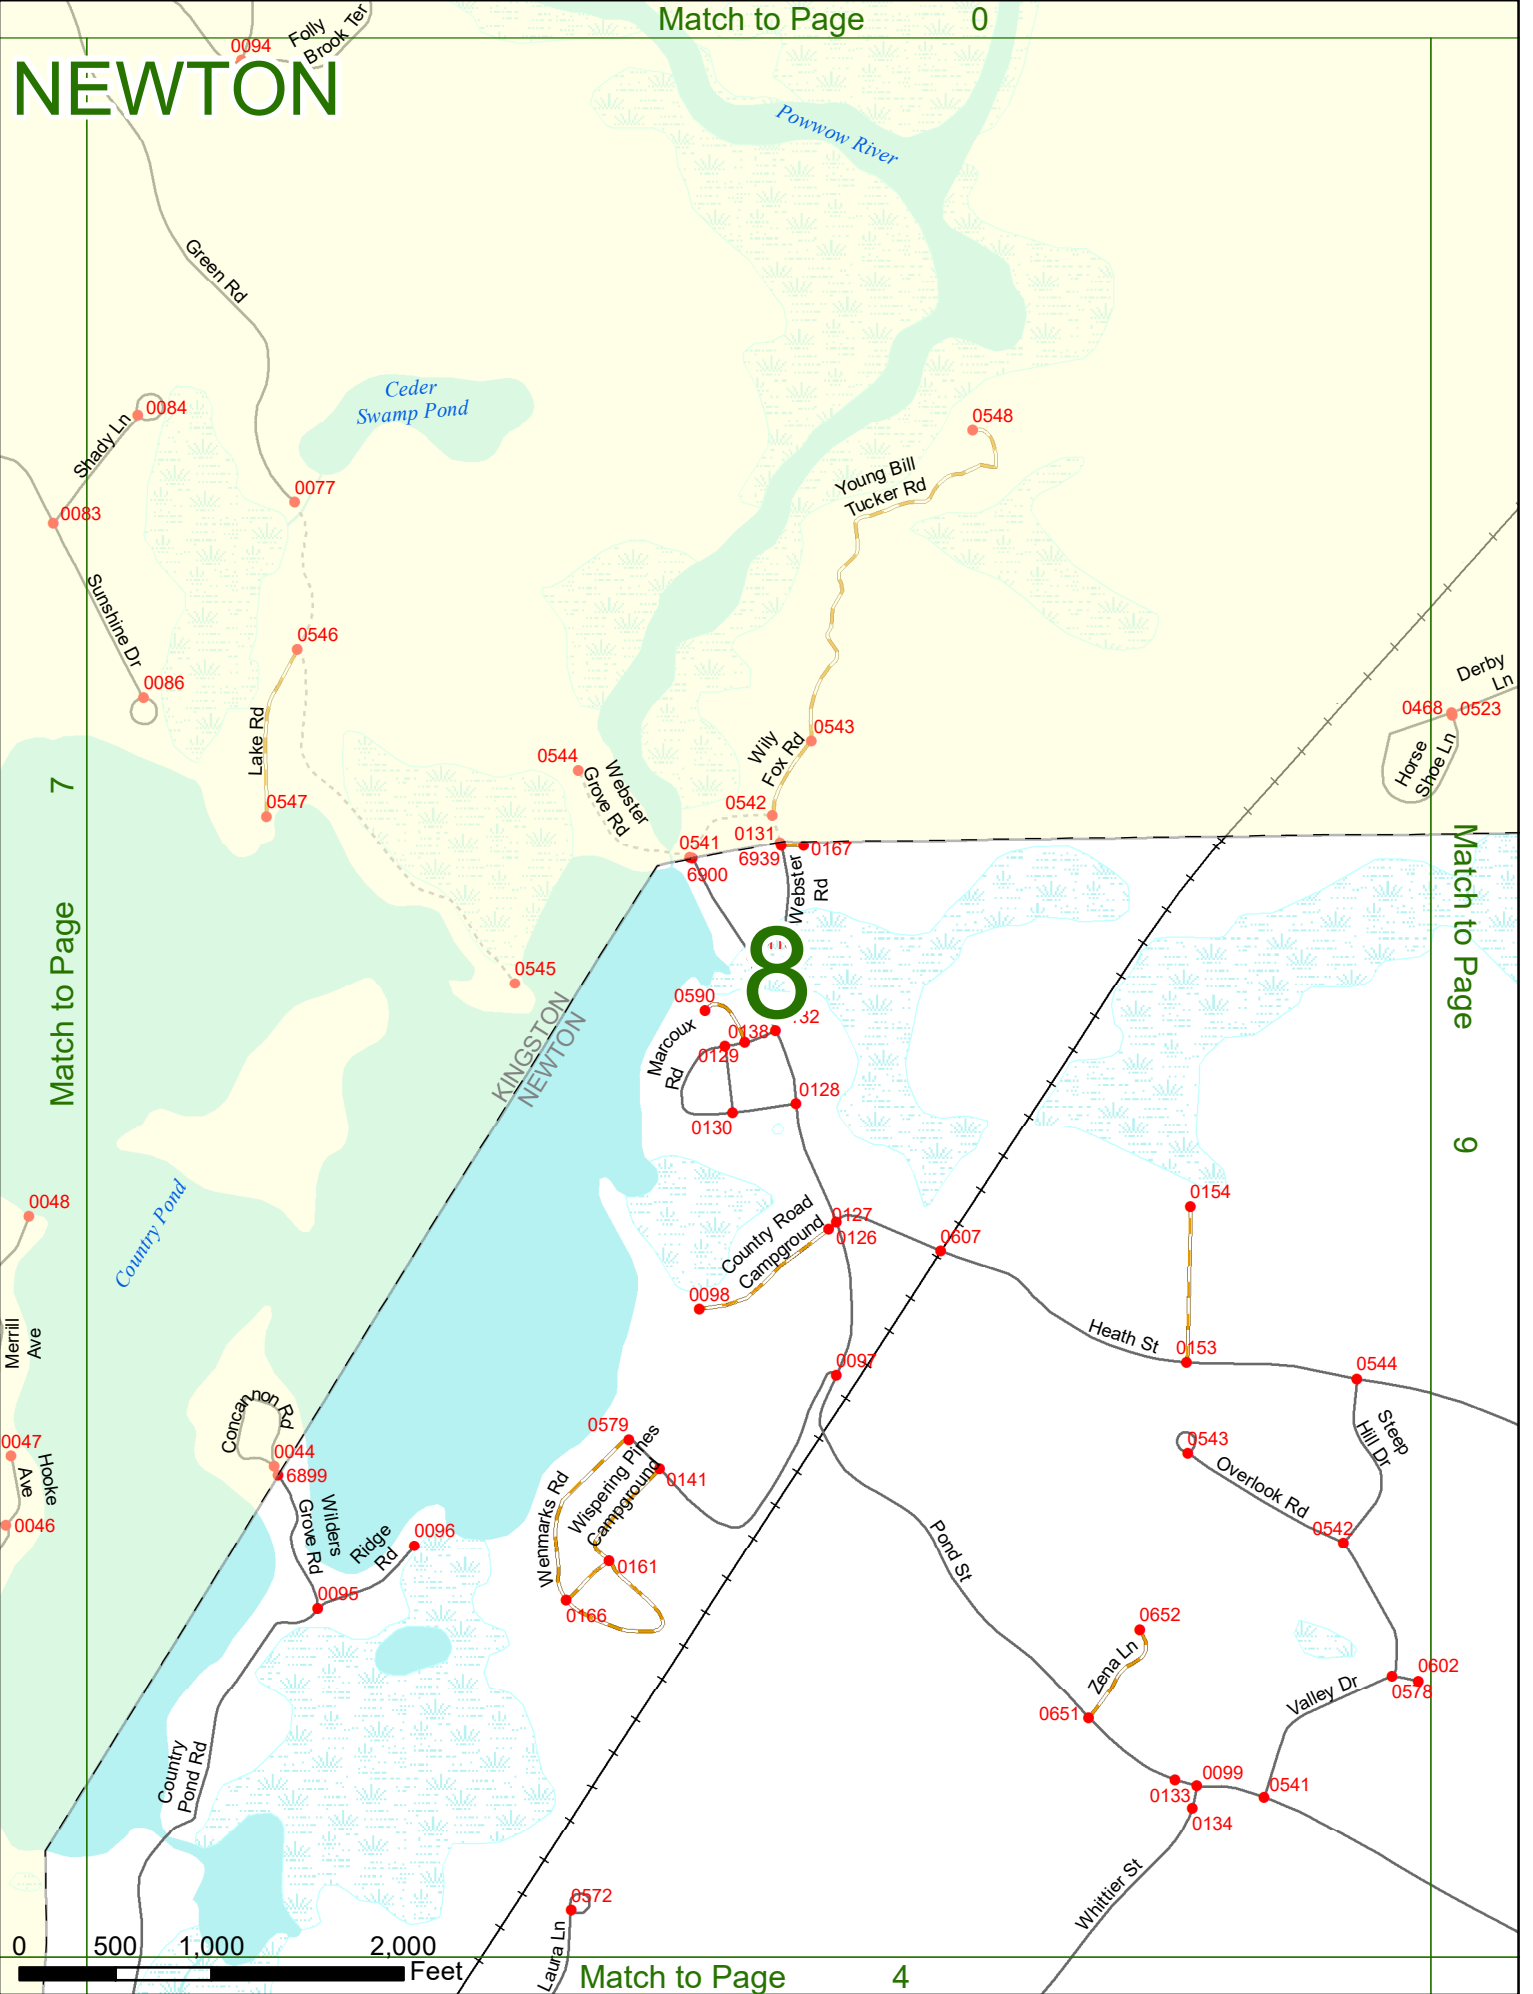 Match to Page 0
Folly
Brook Ter
0094
NEWTON
Powwow River
Green Rd
Ceder
Swamp Pond
0084
Shady Ln
0548
Young Bill
Tucker Rd
0077
0083
Sunshine Dr
0546
0086
Derby
Ln
0468
0523
Horse
Shoe Ln
Lake Rd
0543
Wily
Fox Rd
0544
Webster
Grove Rd
7
Match to Page
0547
0542
0131
0541
6939
0167
6900
Webster
Rd
Match to Page
9
8
0545
KINGSTON
NEWTON
0590
Marcoux
Rd
0138
0129
0128
0130
0154
0048
Country Pond
Country Road
Campground
0127
0126
0607
0098
Heath St
0153
Merrill
Ave
0097
0544
Concannon Rd
0579
Steep
Hill Dr
0047
Hooke
Ave
0044
6899
0543
Overlook Rd
Wispering Pines
Campground
0141
Wenmarks Rd
0046
Wilders
Grove Rd
Ridge
Rd
0096
0542
Pond St
0161
0095
0166
0652
Zena Ln
0602
0578
Valley Dr
0651
Country
Pond Rd
0099
0133
0541
0134
Whittier St
0572
Laura Ln
0 500 1,000 2,000
Feet
Match to Page 4